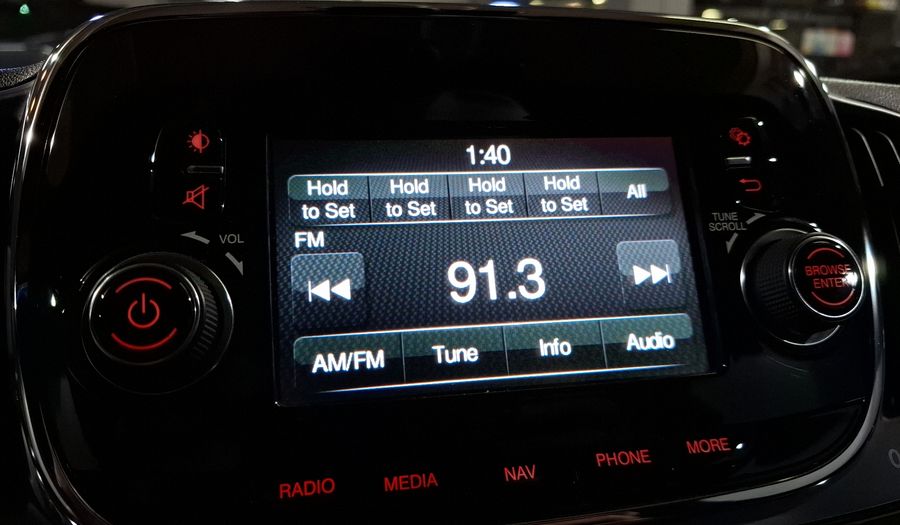 1:40
Hold to Set
Hold to Set
Hold to Set
Hold to Set
All
FM
91.3
AM/FM
Tune
Info
Audio
VOL
TUNE
SCROLL
BROWSE
ENTER
RADIO
MEDIA
NAV
PHONE
MORE